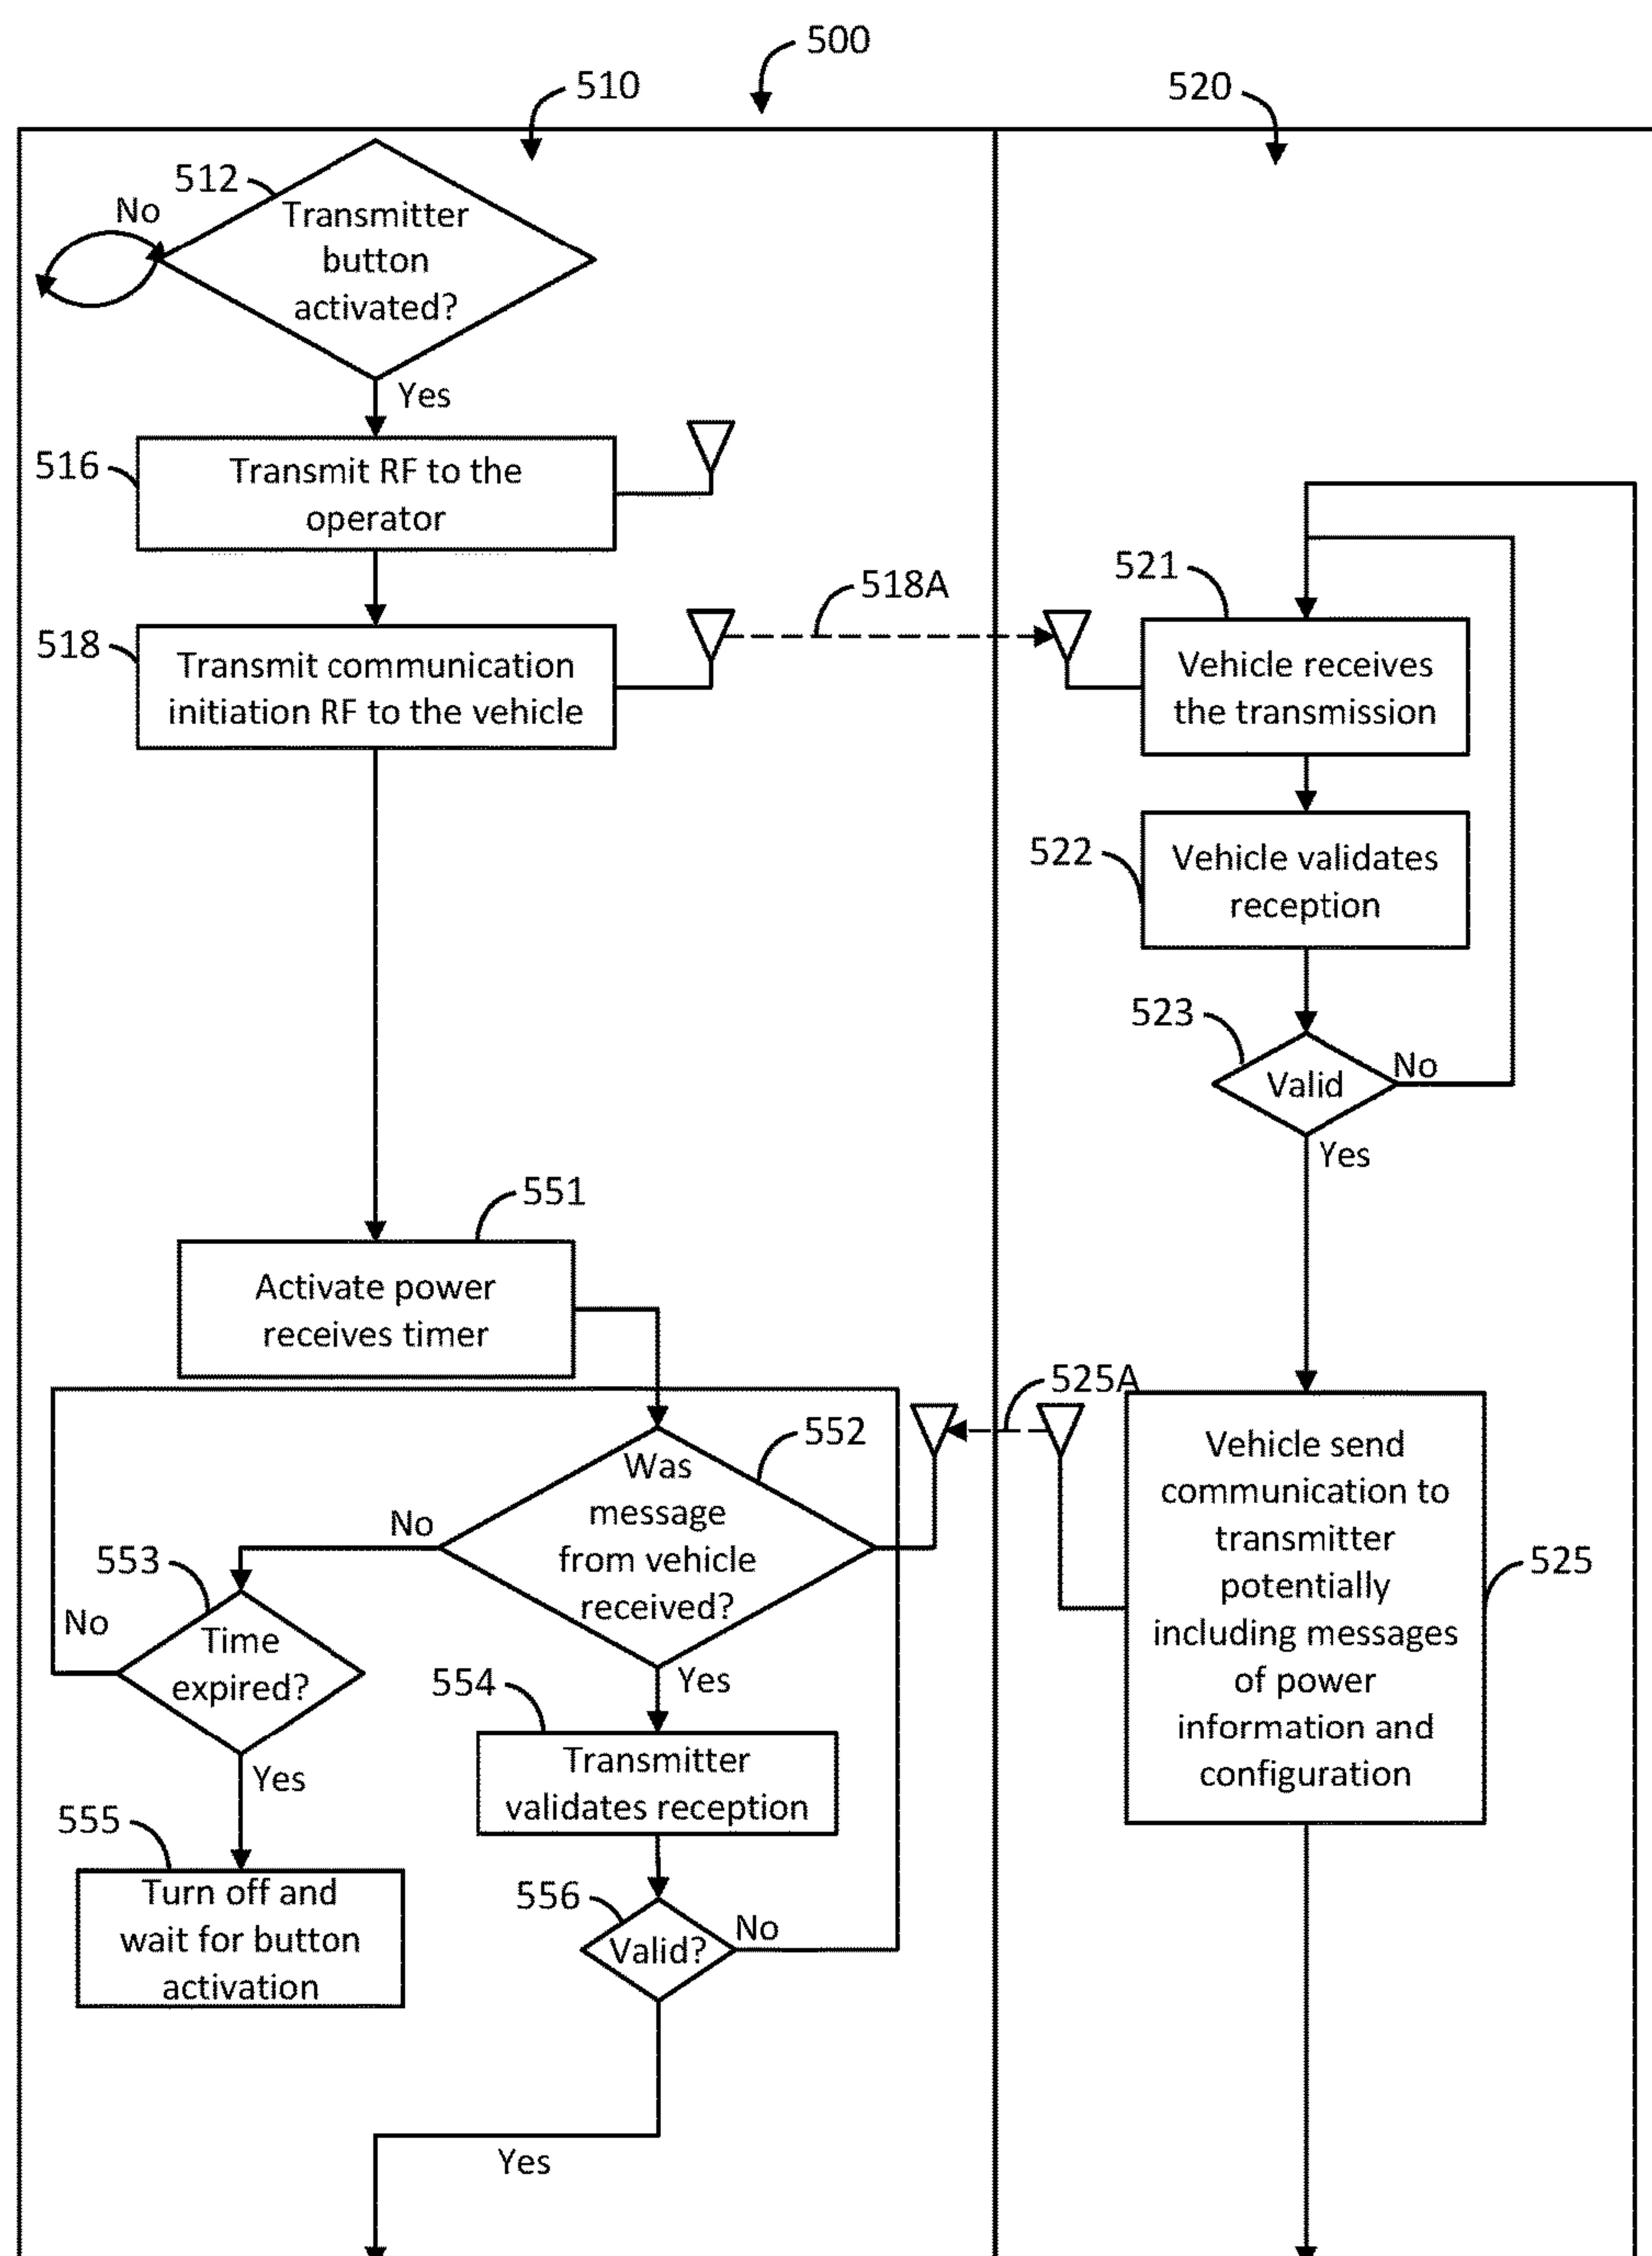 500
510
520
512
No
Transmitter
button
activated?
Yes
516
Transmit RF to the
operator
518
Transmit communication
initiation RF to the vehicle
518A
521
Vehicle receives
the transmission
522
Vehicle validates
reception
523
Valid
No
Yes
551
Activate power
receives timer
525A
552
Was
message
from vehicle
received?
No
553
No
Time
expired?
Yes
555
Turn off and
wait for button
activation
Yes
554
Transmitter
validates reception
556
Valid?
No
Yes
Vehicle send
communication to
transmitter
potentially
including messages
of power
information and
configuration
525